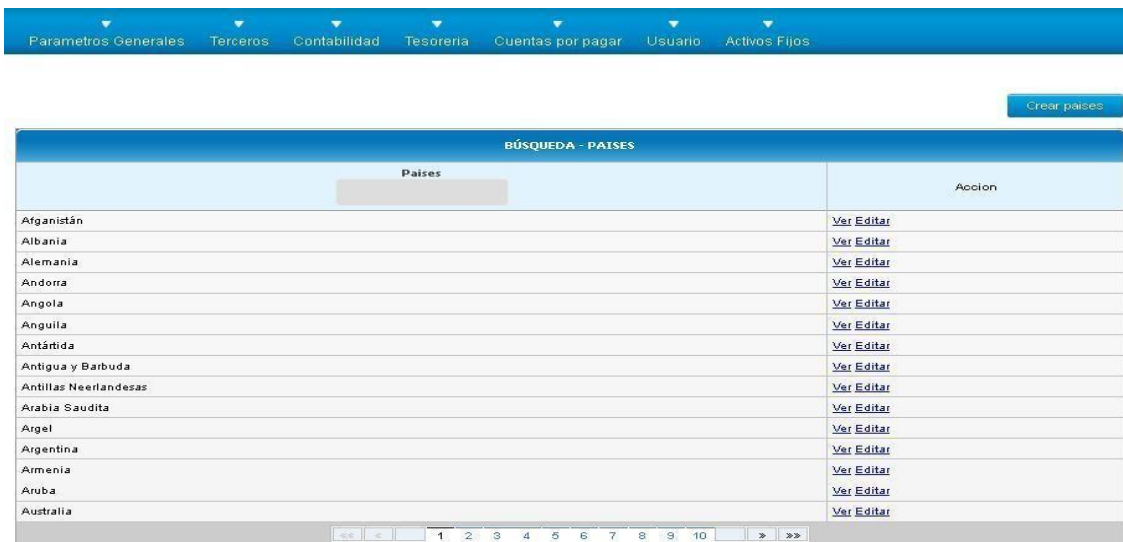 Parametros Generales Terceros Contabilidad Tesoreria Cuentas por pagar Usuario Activos Fijos
Crear paises
BÚSQUEDA - PAISES
Paises Accion
Afganistán Ver Editar
Albania Ver Editar
Alemania Ver Editar
Andorra Ver Editar
Angola Ver Editar
Anguila Ver Editar
Antártida Ver Editar
Antigua y Barbuda Ver Editar
Antillas Neerlandesas Ver Editar
Arabia Saudita Ver Editar
Argel Ver Editar
Argentina Ver Editar
Armenia Ver Editar
Aruba Ver Editar
Australia Ver Editar
«« « 1 2 3 4 5 6 7 8 9 10 » »»